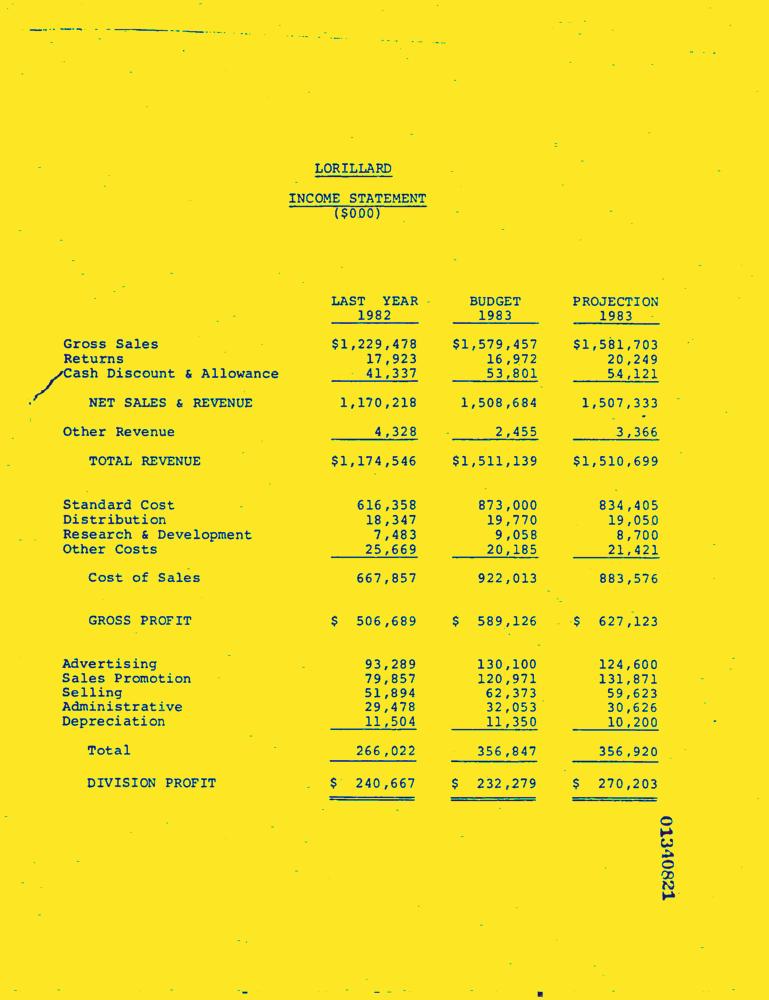 LORILLARD
INCOME STATEMENT
($000)
LAST YEAR BUDGET PROJECTION
1982 1983 1983
Gross Sales $1,229,478 $1,579,457 $1,581,703
Returns 17,923 16,972 20,249
Cash Discount & Allowance 41,337 53,801 54,121
NET SALES & REVENUE 1,170,218 1,508,684 1,507,333
Other Revenue 4,328 2,455 3,366
TOTAL REVENUE $1,174,546 $1,511,139 $1,510,699
Standard Cost 616,358 873,000 834,405
Distribution 18,347 19,770 19,050
Research & Development 7,483 9,058 8,700
Other Costs 25,669 20,185 21,421
Cost of Sales 667,857 922,013 883,576
GROSS PROFIT $ 506,689 $ 589,126 $ 627,123
Advertising 93,289 130,100 124,600
Sales Promotion 79,857 120,971 131,871
Selling 51,894 62,373 59,623
Administrative 29,478 32,053 30,626
Depreciation 11,504 11,350 10,200
Total 266,022 356,847 356,920
DIVISION PROFIT $ 240,667 $ 232,279 $ 270,203
01340821